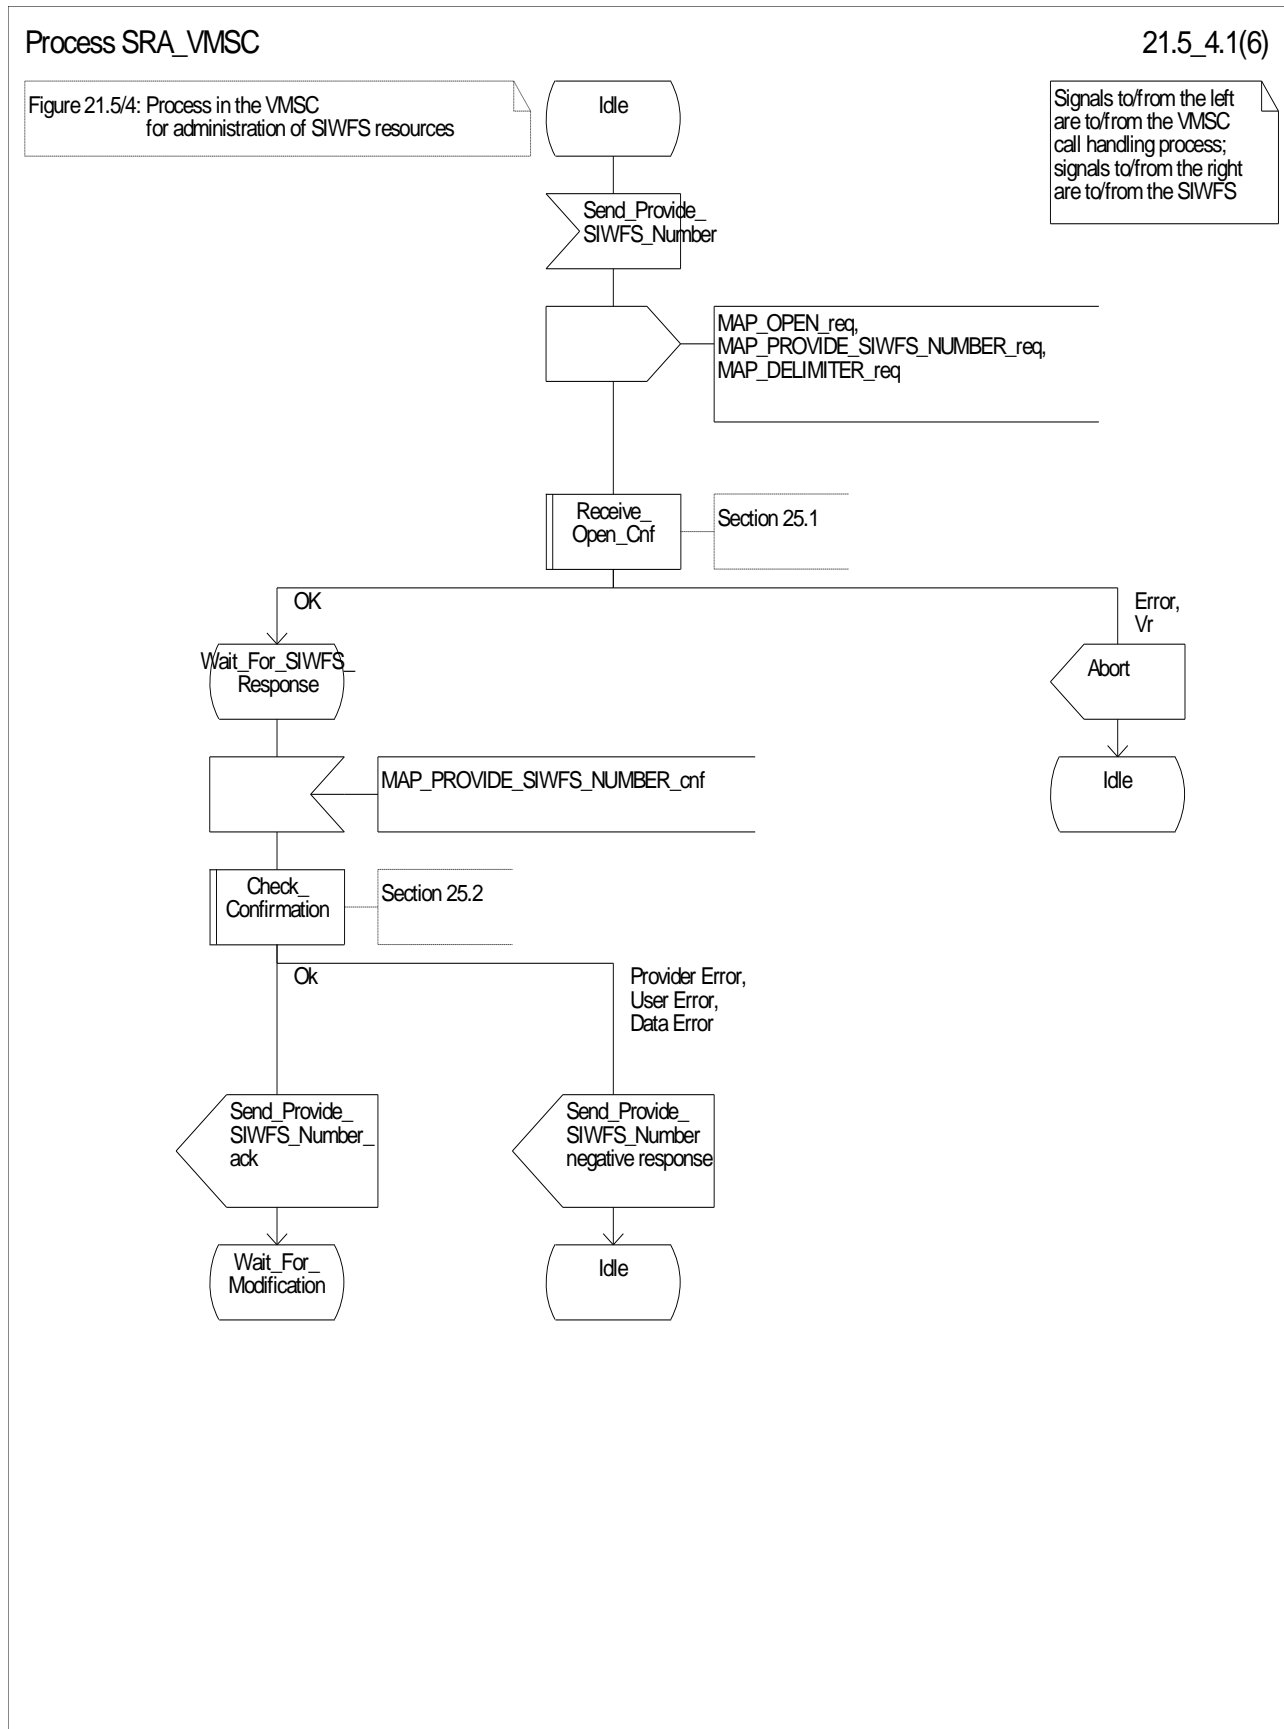 Process SRA_VMSC
21.5_4.1(6)
Figure 21.5/4: Process in the VMSC
for administration of SIWFS resources
Idle
Signals to/from the left
are to/from the VMSC
call handling process;
signals to/from the right
are to/from the SIWFS
Send_Provide_
SIWFS_Number
MAP_OPEN_req,
MAP_PROVIDE_SIWFS_NUMBER_req,
MAP_DELIMITER_req
Receive_
Open_Cnf
Section 25.1
OK
Error,
Vr
Wait_For_SIWFS_
Response
Abort
MAP_PROVIDE_SIWFS_NUMBER_cnf
Idle
Check_
Confirmation
Section 25.2
Ok
Provider Error,
User Error,
Data Error
Send_Provide_
SIWFS_Number_
ack
Send_Provide_
SIWFS_Number
negative response
Wait_For_
Modification
Idle